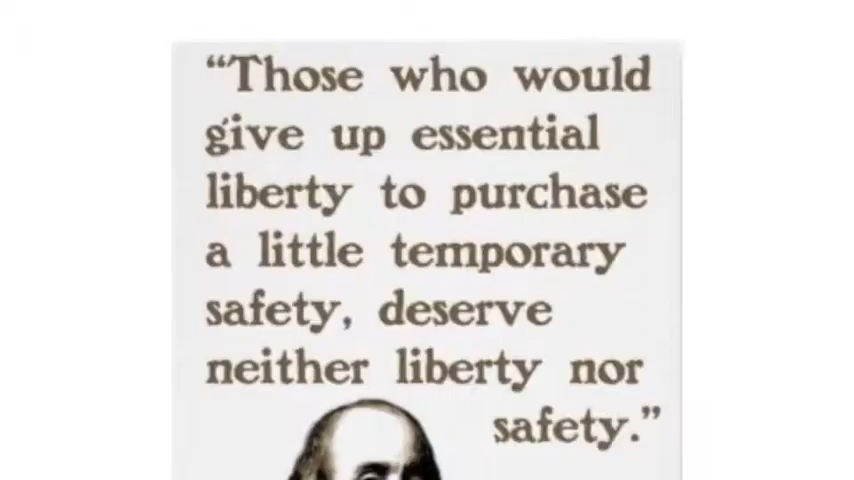 “Those who would
give up essential
liberty to purchase
a little temporary
safety, deserve
neither liberty nor
safety.”